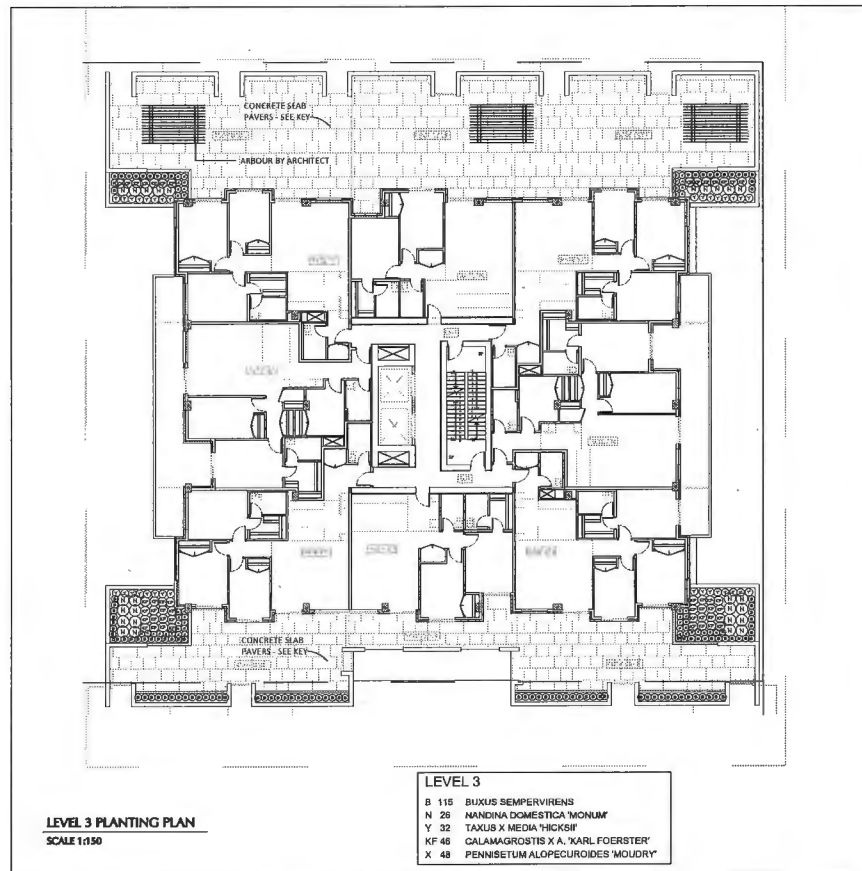 CONCRETE SLAB
PAVERS - SEE KEY
ARBOUR BY ARCHITECT
CONCRETE SLAB
PAVERS - SEE KEY
LEVEL 3 PLANTING PLAN
SCALE 1:150
LEVEL 3
B 115 BUXUS SEMPERVIRENS
N 26 NANDINA DOMESTICA 'MONUM'
Y 32 TAXUS X MEDIA 'HICKSII'
KF 46 CALAMAGROSTIS X A. 'KARL FOERSTER'
X 48 PENNISETUM ALOPECUROIDES 'MOUDRY'